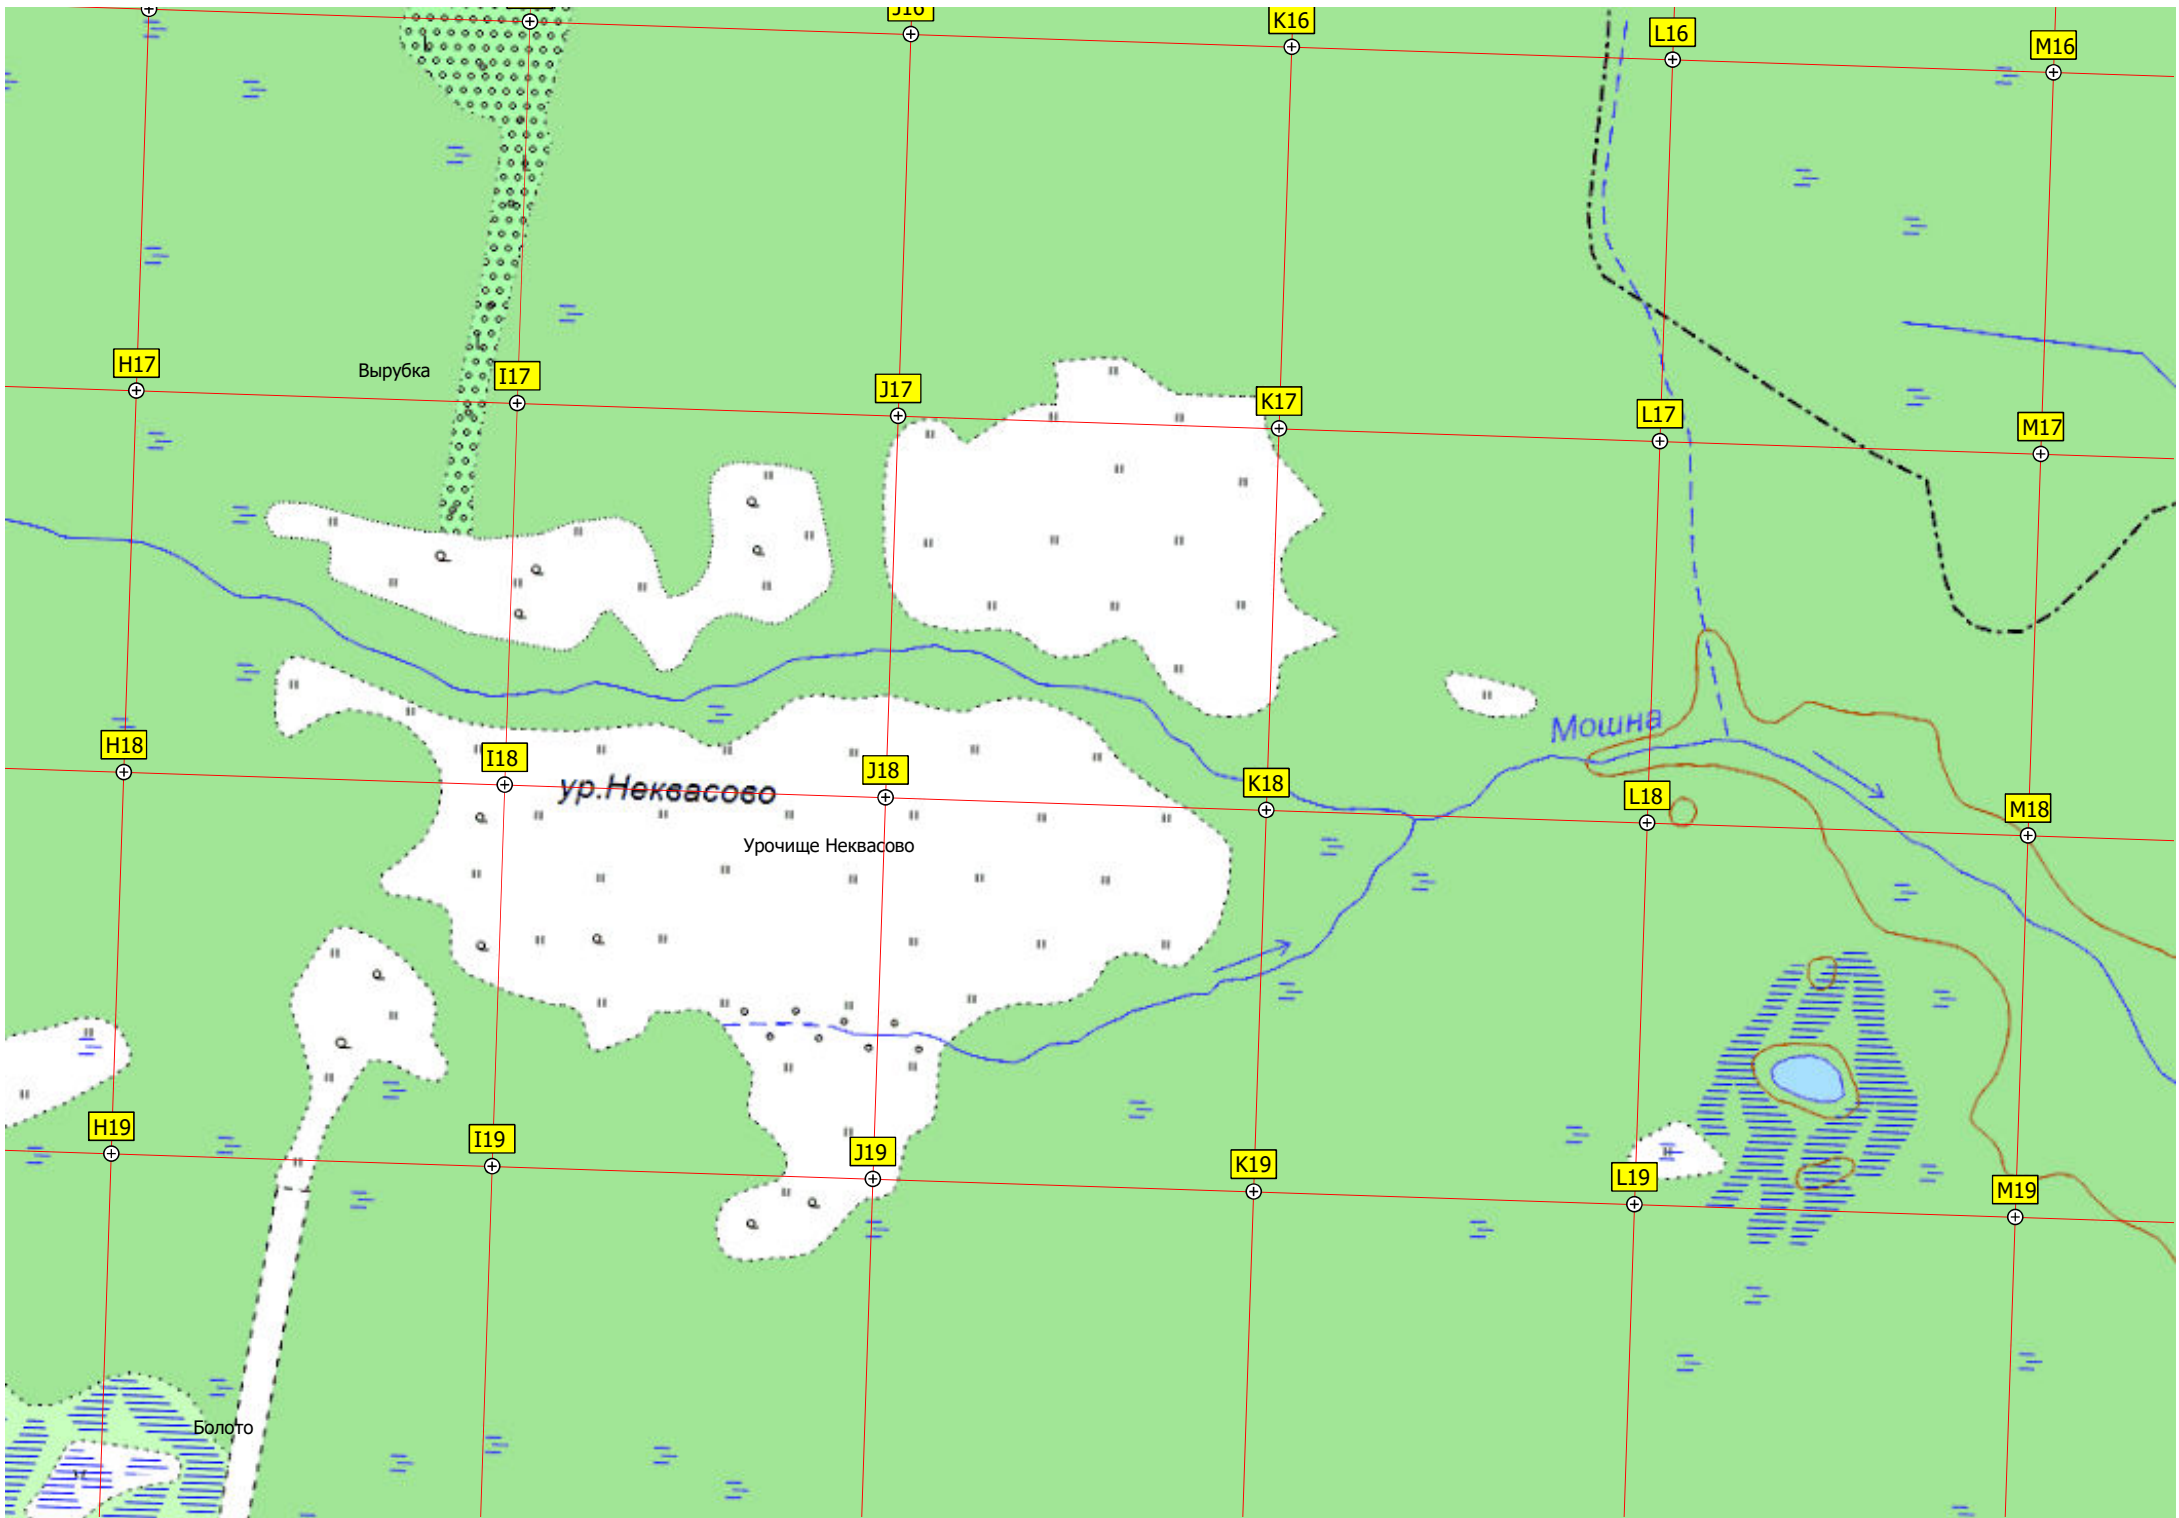 J16
K16
L16
M16
H17
Вырубка
I17
J17
K17
L17
M17
Мошна
H18
I18
ур.Неквасово
J18
K18
L18
M18
Урочище Неквасово
H19
I19
J19
K19
L19
M19
Болото